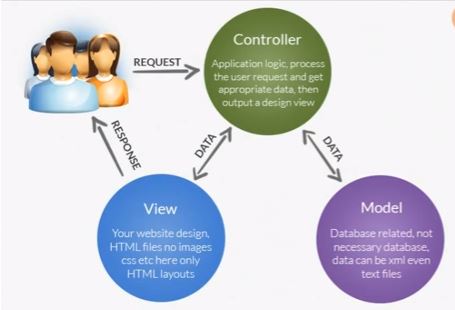 Controller
REQUEST
Application logic, process
the user request and get
appropriate data, then
output a design view
RESPONSE
DATA
DATA
View
Your website design,
HTML files no images
css etc here only
HTML layouts
Model
Database related, not
necessary database,
data can be xml even
text files